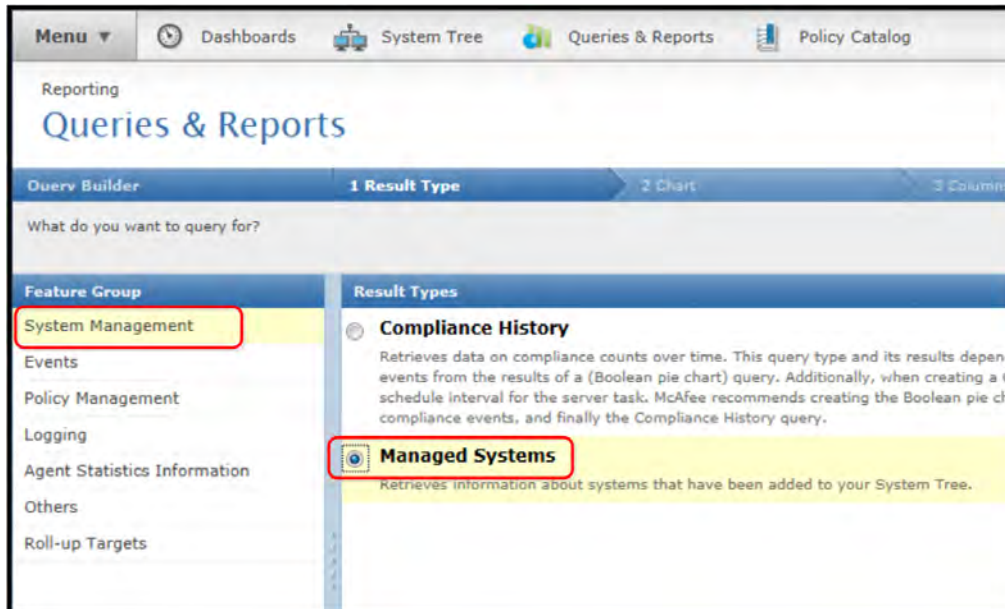 Menu ▼ Dashboards System Tree Queries & Reports Policy Catalog
Reporting
Queries & Reports
Query Builder 1 Result Type 2 Chart 3 Columns
What do you want to query for?
Feature Group
System Management
Events
Policy Management
Logging
Agent Statistics Information
Others
Roll-up Targets
Result Types
Compliance History
Retrieves data on compliance counts over time. This query type and its results depen
events from the results of a (Boolean pie chart) query. Additionally, when creating a
schedule interval for the server task. McAfee recommends creating the Boolean pie c
compliance events, and finally the Compliance History query.
Managed Systems
Retrieves information about systems that have been added to your System Tree.